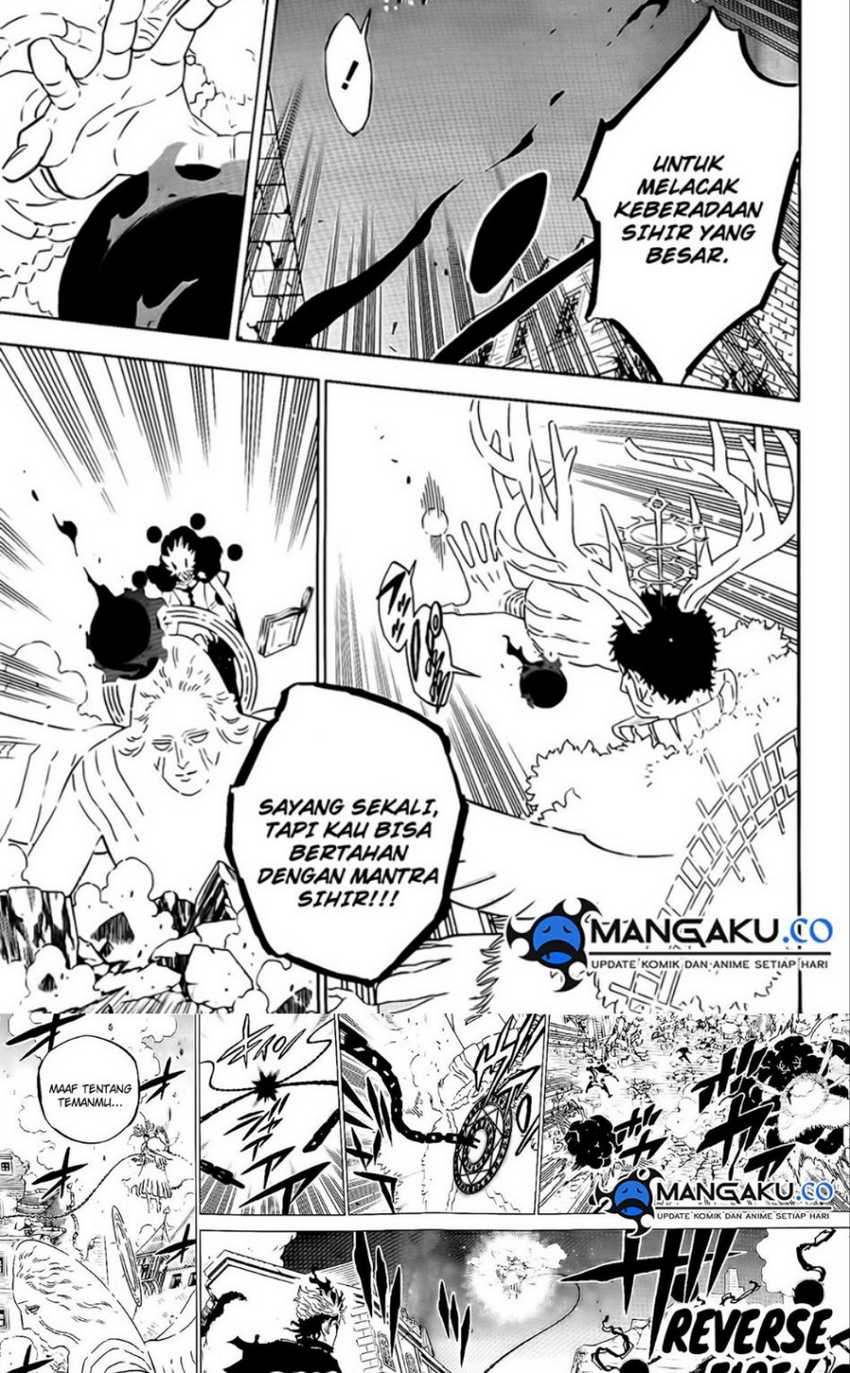 !
UNTUK
MELACAK
KEBERADAAN
SIHIR YANG
BESAR.
SAYANG SEKALI,
TAPI KAU BISA
BERTAHAN
DENGAN MANTRA
SIHIR!!!
MANGAKU.CO
UPDATE KOMIK DAN ANIME SETIAP HARI
MAAF TENTANG
TEMANMU...
MANGAKU.CO
UPDATE KOMIK DAN ANIME SETIAP HARI
REVERSE